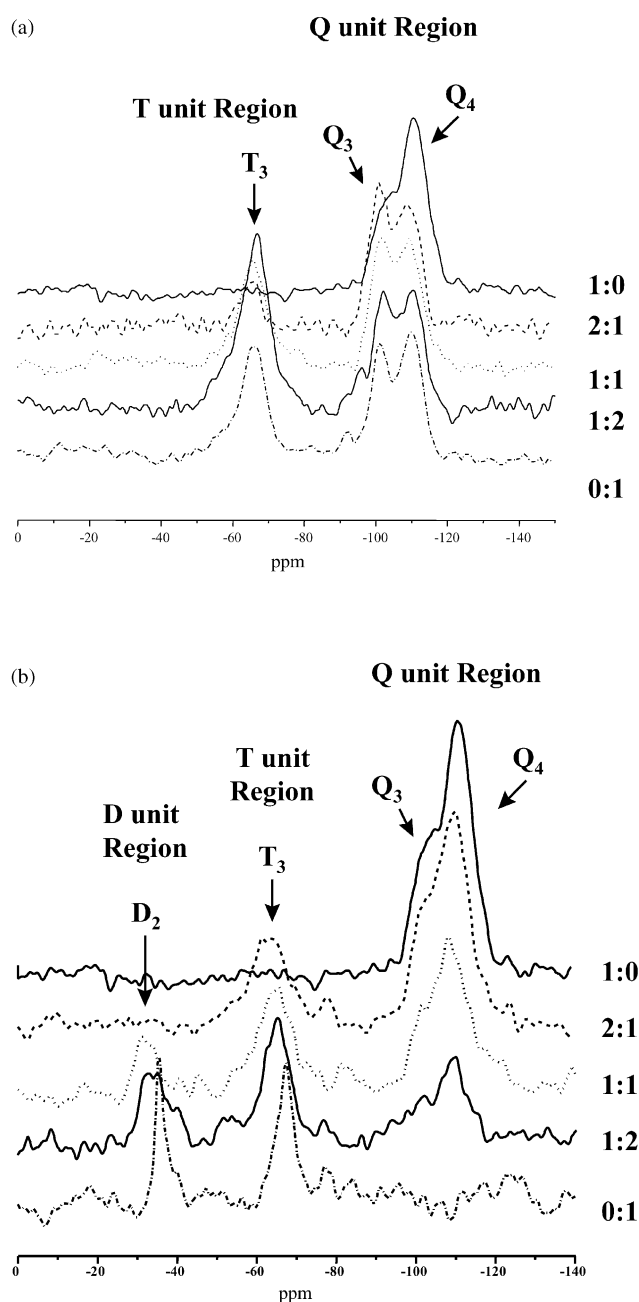 (a)
Q unit Region
T unit Region
Q4
Q3
T3
1:0
2:1
1:1
1:2
0:1
0 -20 -40 -60 -80 -100 -120 -140
ppm
(b)
Q unit Region
T unit
Region
D unit
Region
Q4
Q3
T3
D2
1:0
2:1
1:1
1:2
0:1
0 -20 -40 -60 -80 -100 -120 -140
ppm